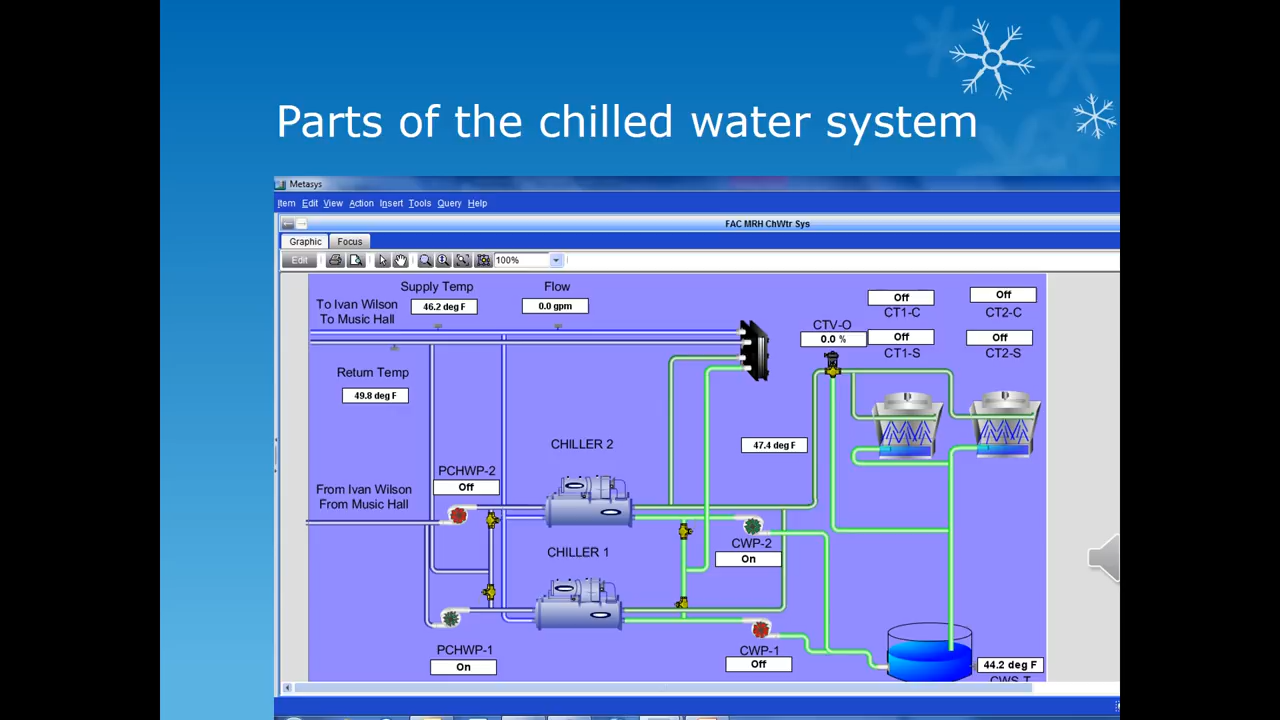 Parts of the chilled water system
Metasys
Item Edit View Action Insert Tools Query Help
FAC MRH ChWtr Sys
Graphic Focus
Edit 100%
Supply Temp
46.2 deg F
Flow
0.0 gpm
To Ivan Wilson
To Music Hall
Return Temp
49.8 deg F
CTV-O
0.0 %
Off
CT1-C
Off
CT2-C
Off
CT1-S
Off
CT2-S
47.4 deg F
CHILLER 2
PCHWP-2
Off
From Ivan Wilson
From Music Hall
CWP-2
On
CHILLER 1
PCHWP-1
On
CWP-1
Off
44.2 deg F
CWS-T